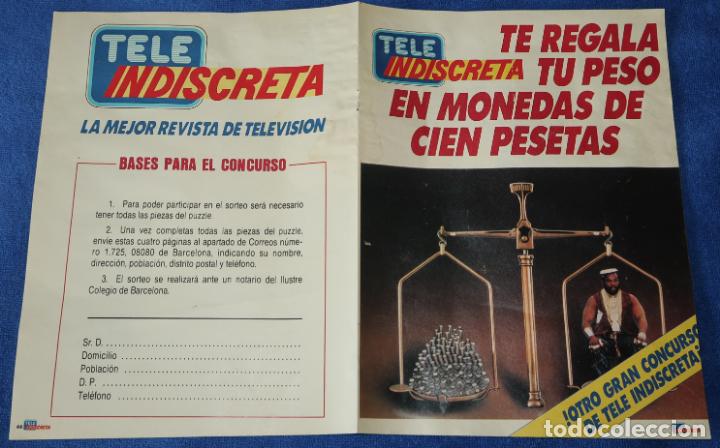 TELE
INDISCRETA
LA MEJOR REVISTA DE TELEVISION
BASES PARA EL CONCURSO
1. Para poder participar en el sorteo será necesario
tener todas las piezas del puzzle.
2. Una vez completas todas las piezas del puzzle,
envíe estas cuatro páginas al apartado de Correos núme-
ro 1.725, 08080 de Barcelona, indicando su nombre,
dirección, población, distrito postal y teléfono.
3. El sorteo se realizará ante un notario del Ilustre
Colegio de Barcelona.
Sr. D.
Domicilio
Población
D. P.
Teléfono
TELE
INDISCRETA
TELE
INDISCRETA
TE REGALA
TU PESO
EN MONEDAS DE
CIEN PESETAS
¡OTRO GRAN CONCURSO
DE TELE INDISCRETA!
todocoleccion